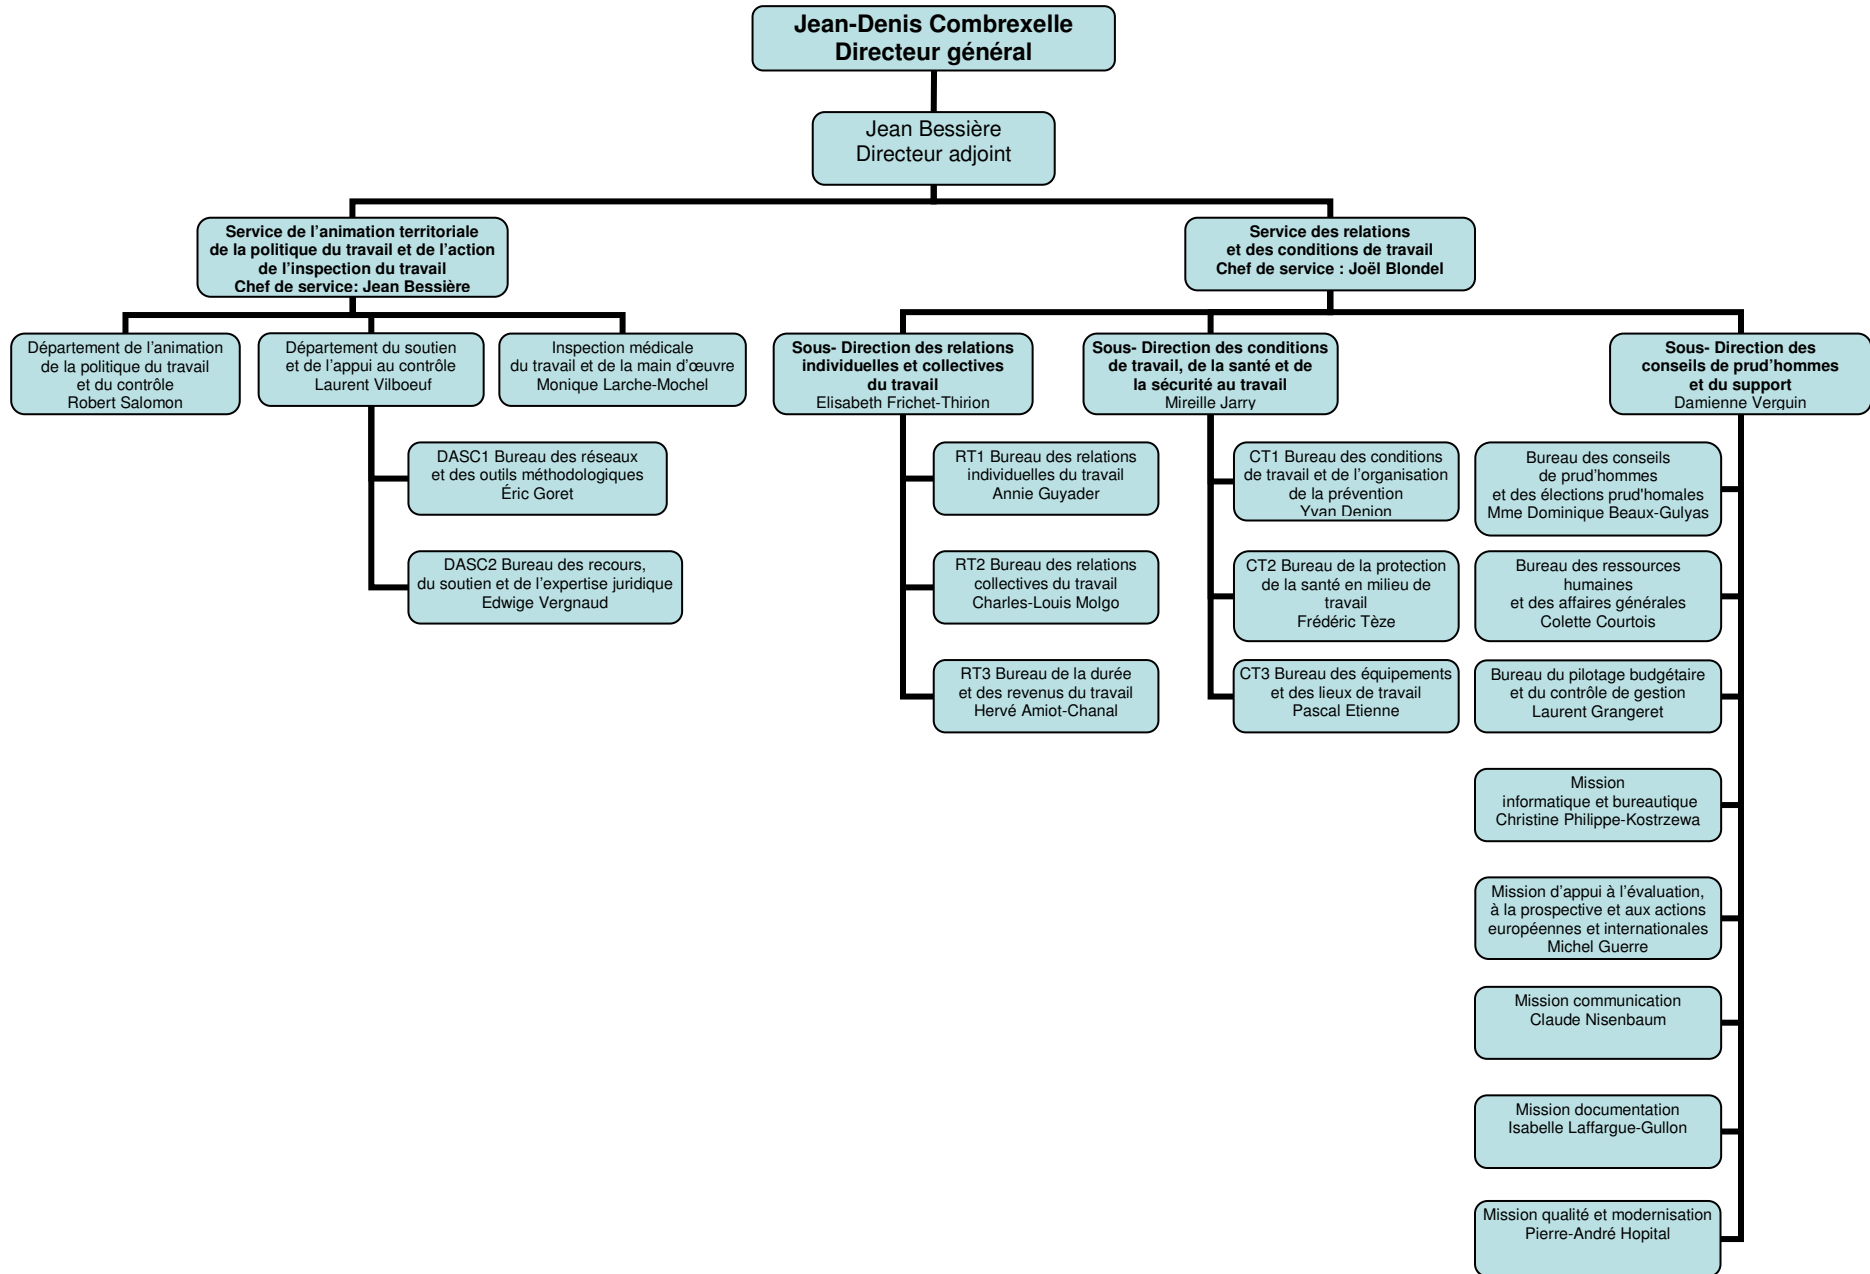 Jean-Denis Combrexelle
Directeur général
Jean Bessière
Directeur adjoint
Service de l'animation territoriale
de la politique du travail et de l'action
de l'inspection du travail
Chef de service: Jean Bessière
Service des relations
et des conditions de travail
Chef de service : Joël Blondel
Département de l'animation
de la politique du travail
et du contrôle
Robert Salomon
Département du soutien
et de l'appui au contrôle
Laurent Vilboeuf
Inspection médicale
du travail et de la main d'œuvre
Monique Larche-Mochel
Sous- Direction des relations
individuelles et collectives
du travail
Elisabeth Frichet-Thirion
Sous- Direction des conditions
de travail, de la santé et de
la sécurité au travail
Mireille Jarry
Sous- Direction des
conseils de prud'hommes
et du support
Damienne Verguin
DASC1 Bureau des réseaux
et des outils méthodologiques
Éric Goret
DASC2 Bureau des recours,
du soutien et de l'expertise juridique
Edwige Vergnaud
RT1 Bureau des relations
individuelles du travail
Annie Guyader
RT2 Bureau des relations
collectives du travail
Charles-Louis Molgo
RT3 Bureau de la durée
et des revenus du travail
Hervé Amiot-Chanal
CT1 Bureau des conditions
de travail et de l'organisation
de la prévention
Yvan Denion
CT2 Bureau de la protection
de la santé en milieu de
travail
Frédéric Tèze
CT3 Bureau des équipements
et des lieux de travail
Pascal Etienne
Bureau des conseils
de prud'hommes
et des élections prud'homales
Mme Dominique Beaux-Gulyas
Bureau des ressources
humaines
et des affaires générales
Colette Courtois
Bureau du pilotage budgétaire
et du contrôle de gestion
Laurent Grangeret
Mission
informatique et bureautique
Christine Philippe-Kostrzewa
Mission d'appui à l'évaluation,
à la prospective et aux actions
européennes et internationales
Michel Guerre
Mission communication
Claude Nisenbaum
Mission documentation
Isabelle Laffargue-Gullon
Mission qualité et modernisation
Pierre-André Hopital